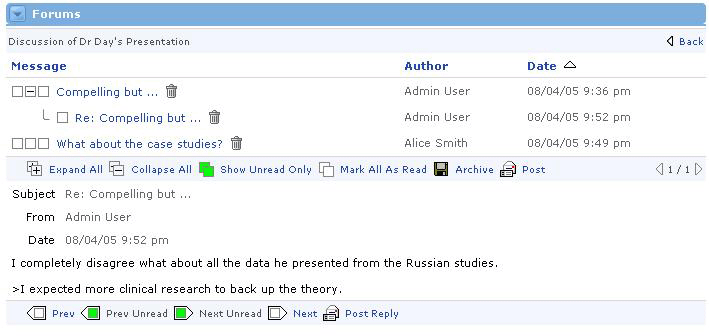 Forums
Discussion of Dr Day's Presentation Back
Message Author Date
Compelling but ... Admin User 08/04/05 9:36 pm
Re: Compelling but ... Admin User 08/04/05 9:52 pm
What about the case studies? Alice Smith 08/04/05 9:49 pm
Expand All Collapse All Show Unread Only Mark All As Read Archive Post 1 / 1
Subject Re: Compelling but ...
From Admin User
Date 08/04/05 9:52 pm
I completely disagree what about all the data he presented from the Russian studies.
>I expected more clinical research to back up the theory.
Prev Prev Unread Next Unread Next Post Reply